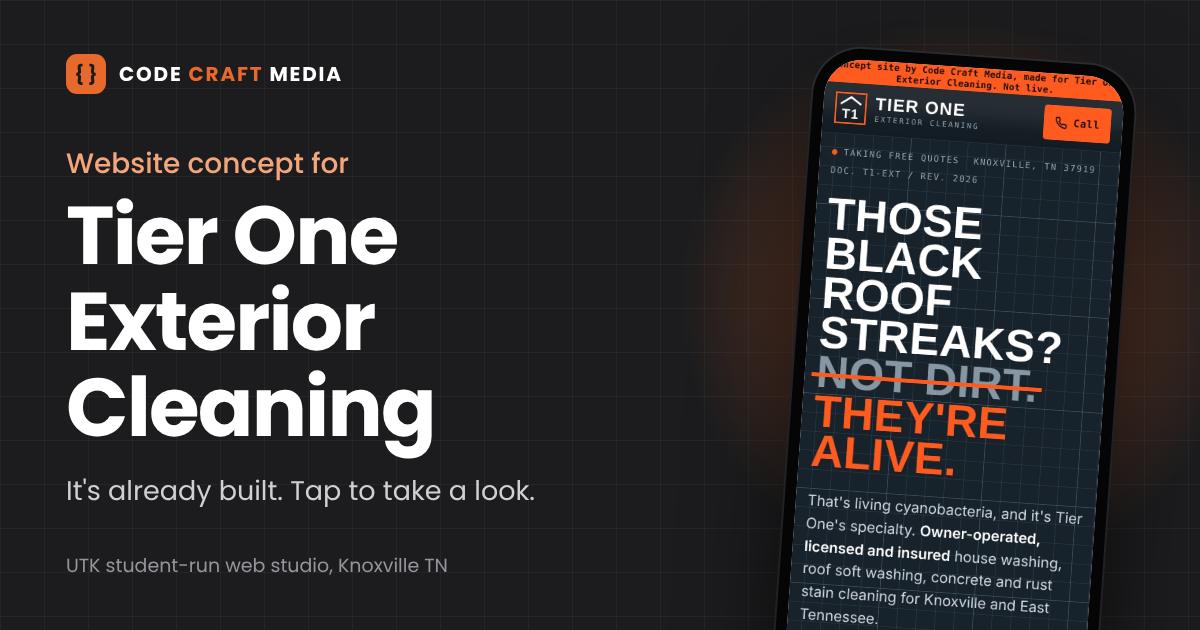 { } CODE CRAFT MEDIA
Website concept for
Tier One
Exterior
Cleaning
It's already built. Tap to take a look.
UTK student-run web studio, Knoxville TN
site by Code Craft Media, made for Tier
Exterior Cleaning. Not live.
T1
TIER ONE
EXTERIOR CLEANING
Call
TAKING FREE QUOTES KNOXVILLE, TN 37919
DOC. T1-EXT / REV. 2026
THOSE
BLACK
ROOF
STREAKS?
NOT DIRT.
THEY'RE
ALIVE.
That's living cyanobacteria, and it's Tier
One's specialty. Owner-operated,
licensed and insured house washing,
roof soft washing, concrete and rust
stain cleaning for Knoxville and East
Tennessee.